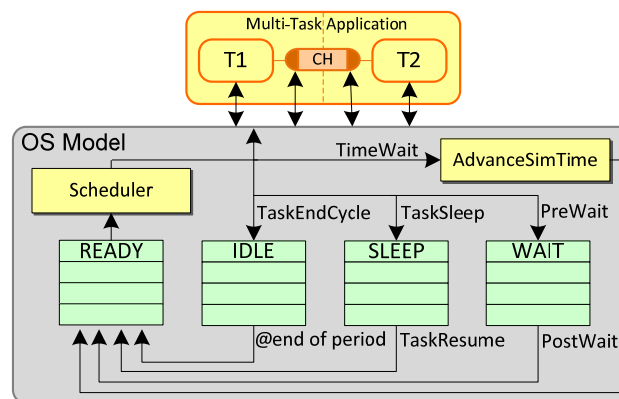 Multi-Task Application
T1
CH
T2
OS Model
TimeWait
AdvanceSimTime
Scheduler
TaskEndCycle
TaskSleep
PreWait
READY
IDLE
SLEEP
WAIT
@end of period
TaskResume
PostWait